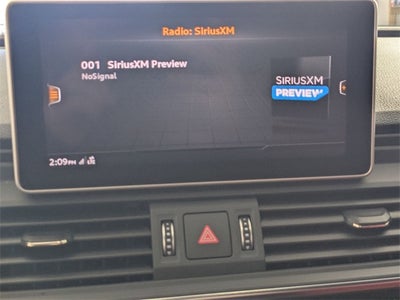 Radio: SiriusXM
001 SiriusXM Preview
NoSignal
SIRIUSXM
PREVIEW
2:09PM